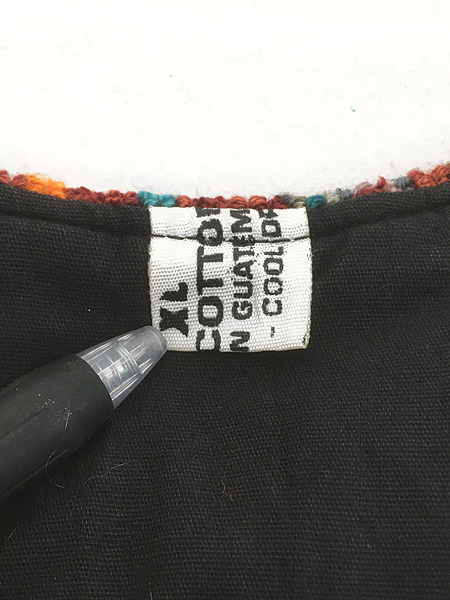 XL
COTTO
N GUATEM
- COOL